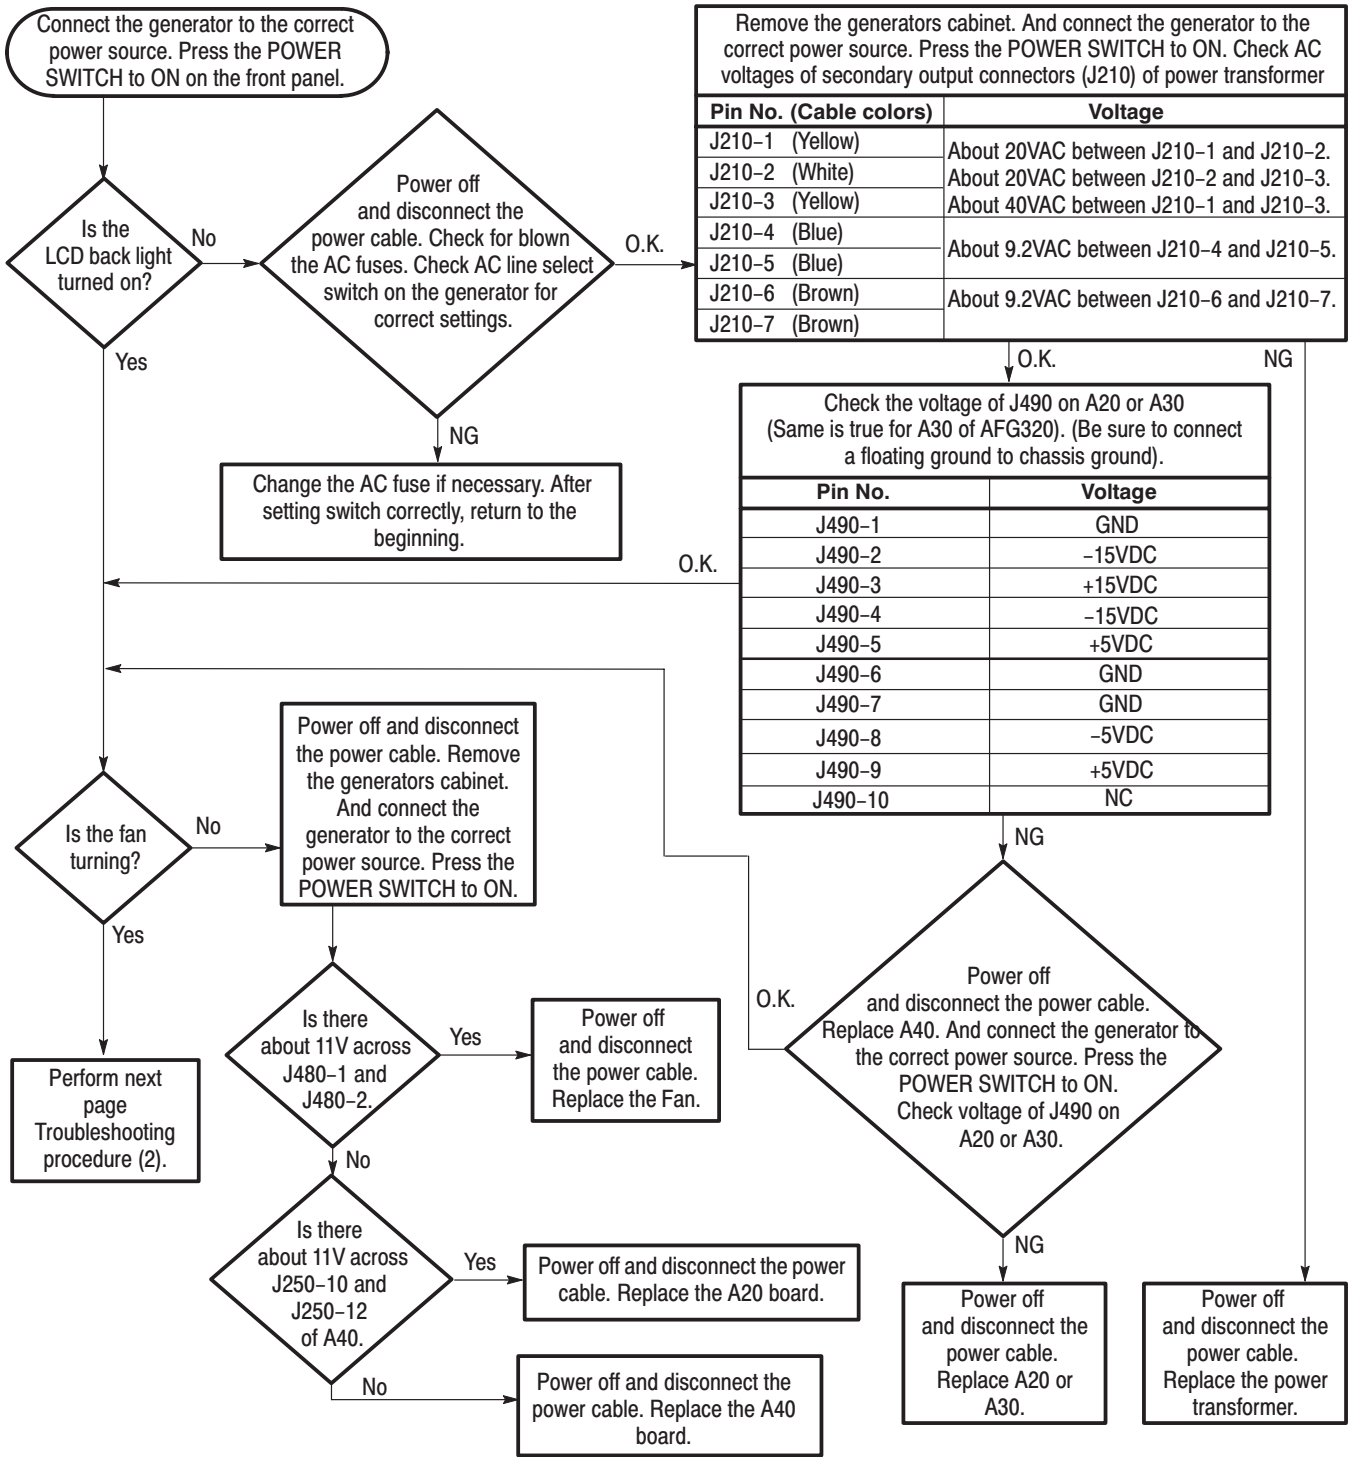 Connect the generator to the correct
power source. Press the POWER
SWITCH to ON on the front panel.
Is the
LCD back light
turned on?
No
Yes
Power off
and disconnect the
power cable. Check for blown
the AC fuses. Check AC line select
switch on the generator for
correct settings.
O.K.
NG
Change the AC fuse if necessary. After
setting switch correctly, return to the
beginning.
Remove the generators cabinet. And connect the generator to the
correct power source. Press the POWER SWITCH to ON. Check AC
voltages of secondary output connectors (J210) of power transformer
Pin No. (Cable colors) Voltage
J210–1 (Yellow)
J210–2 (White)
J210–3 (Yellow)
About 20VAC between J210–1 and J210–2.
About 20VAC between J210–2 and J210–3.
About 40VAC between J210–1 and J210–3.
J210–4 (Blue)
J210–5 (Blue)
About 9.2VAC between J210–4 and J210–5.
J210–6 (Brown)
J210–7 (Brown)
About 9.2VAC between J210–6 and J210–7.
O.K.
NG
Check the voltage of J490 on A20 or A30
(Same is true for A30 of AFG320). (Be sure to connect
a floating ground to chassis ground).
Pin No. Voltage
J490–1 GND
J490–2 –15VDC
J490–3 +15VDC
J490–4 –15VDC
J490–5 +5VDC
J490–6 GND
J490–7 GND
J490–8 –5VDC
J490–9 +5VDC
J490–10 NC
O.K.
NG
Is the fan
turning?
No
Yes
Power off and disconnect
the power cable. Remove
the generators cabinet.
And connect the
generator to the correct
power source. Press the
POWER SWITCH to ON.
Perform next
page
Troubleshooting
procedure (2).
Is there
about 11V across
J480–1 and
J480–2.
Yes
No
Power off
and disconnect
the power cable.
Replace the Fan.
Is there
about 11V across
J250–10 and
J250–12
of A40.
Yes
No
Power off and disconnect the power
cable. Replace the A20 board.
Power off and disconnect the
power cable. Replace the A40
board.
Power off
and disconnect the power cable.
Replace A40. And connect the generator to
the correct power source. Press the
POWER SWITCH to ON.
Check voltage of J490 on
A20 or A30.
O.K.
NG
Power off
and disconnect the
power cable.
Replace A20 or
A30.
Power off
and disconnect the
power cable.
Replace the power
transformer.